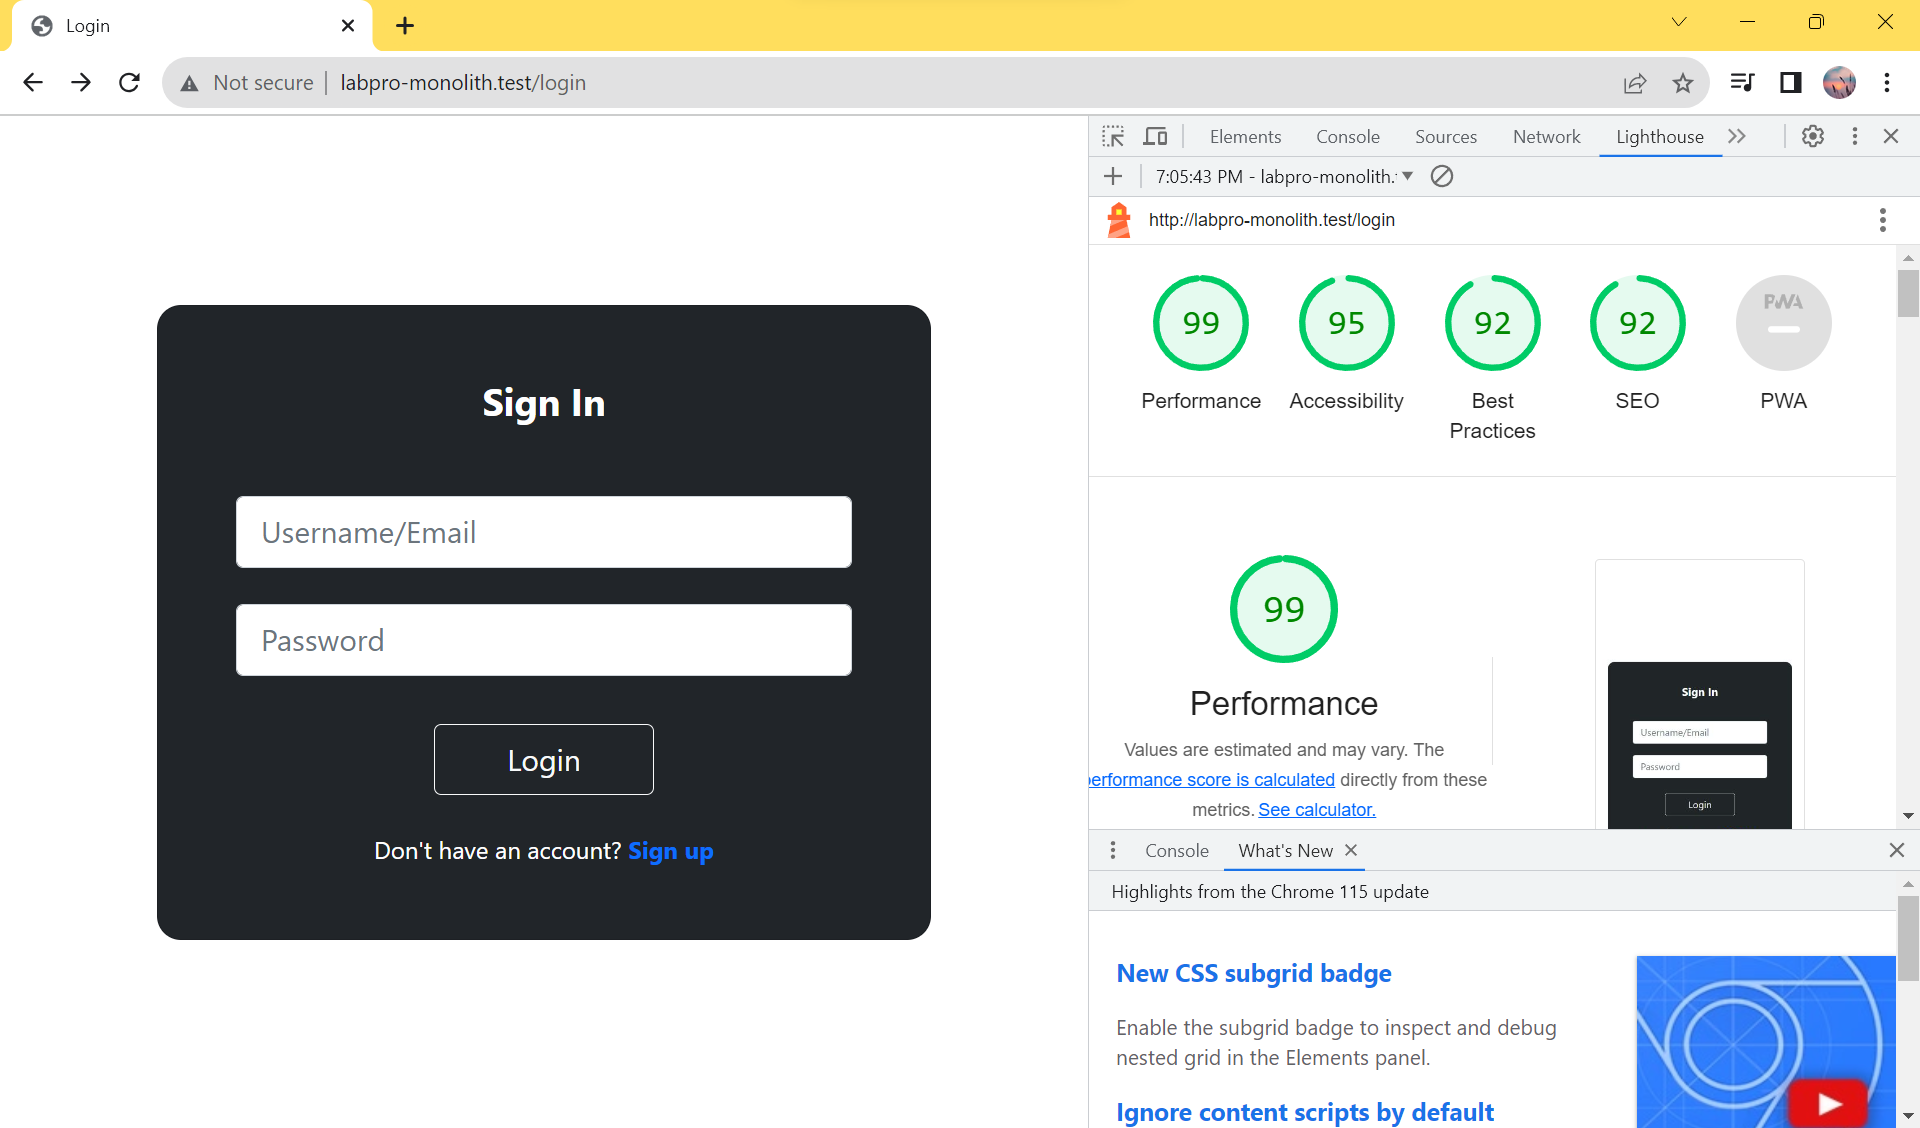 Login
Not secure
labpro-monolith.test/login
Sign In
Username/Email
Password
Login
Don't have an account? Sign up
Elements
Console
Sources
Network
Lighthouse
7:05:43 PM - labpro-monolith.
http://labpro-monolith.test/login
99
95
92
92
PWA
Performance
Accessibility
Best
Practices
SEO
PWA
99
Performance
Values are estimated and may vary. The
erformance score is calculated directly from these
metrics. See calculator.
Sign In
Username/Email
Password
Login
Console
What's New
Highlights from the Chrome 115 update
New CSS subgrid badge
Enable the subgrid badge to inspect and debug
nested grid in the Elements panel.
Ignore content scripts by default